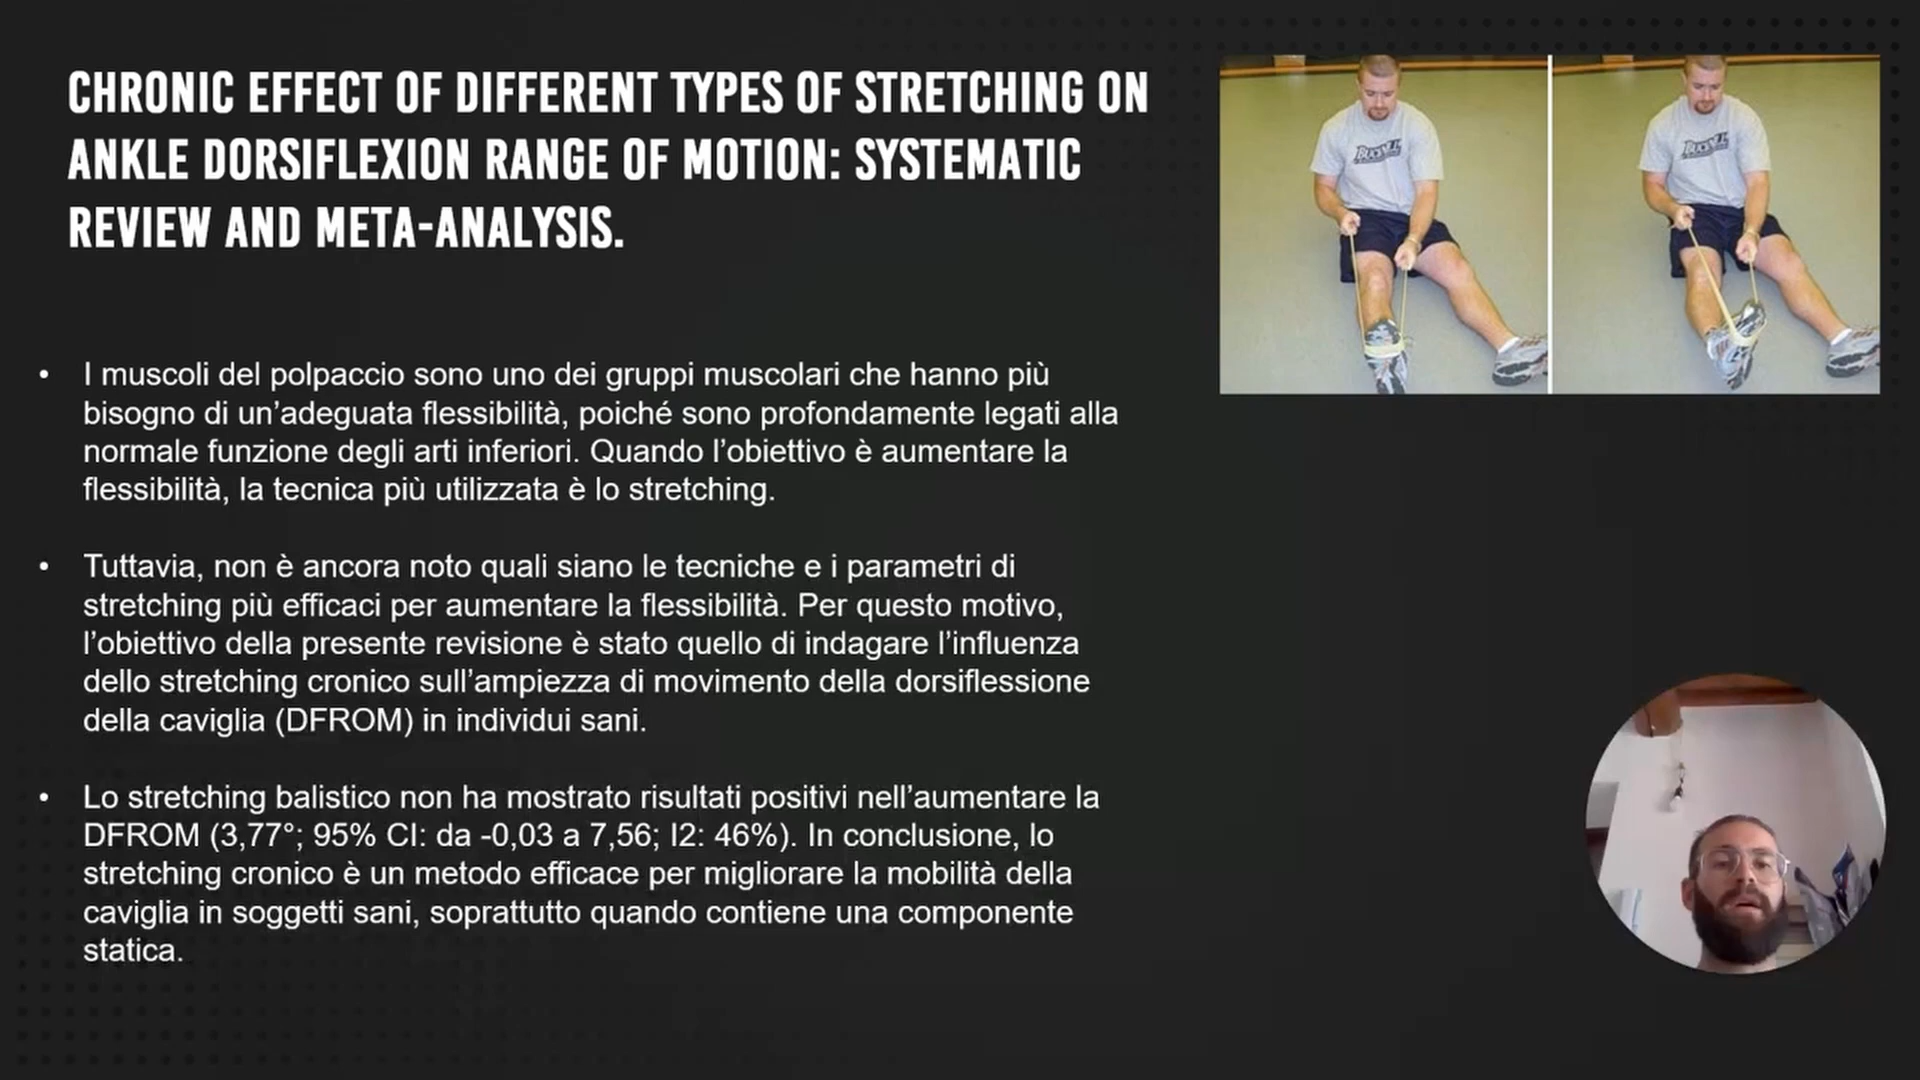 CHRONIC EFFECT OF DIFFERENT TYPES OF STRETCHING ON
ANKLE DORSIFLEXION RANGE OF MOTION: SYSTEMATIC
REVIEW AND META-ANALYSIS.
• I muscoli del polpaccio sono uno dei gruppi muscolari che hanno più
bisogno di un’adeguata flessibilità, poiché sono profondamente legati alla
normale funzione degli arti inferiori. Quando l’obiettivo è aumentare la
flessibilità, la tecnica più utilizzata è lo stretching.
• Tuttavia, non è ancora noto quali siano le tecniche e i parametri di
stretching più efficaci per aumentare la flessibilità. Per questo motivo,
l’obiettivo della presente revisione è stato quello di indagare l’influenza
dello stretching cronico sull’ampiezza di movimento della dorsiflessione
della caviglia (DFROM) in individui sani.
• Lo stretching balistico non ha mostrato risultati positivi nell’aumentare la
DFROM (3,77°; 95% CI: da -0,03 a 7,56; I2: 46%). In conclusione, lo
stretching cronico è un metodo efficace per migliorare la mobilità della
caviglia in soggetti sani, soprattutto quando contiene una componente
statica.